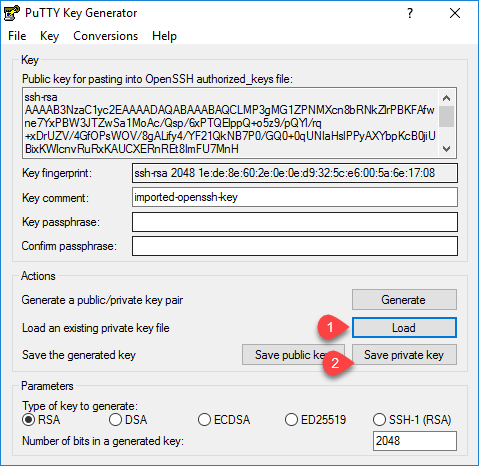 PuTTY Key Generator
File Key Conversions Help
Key
Public key for pasting into OpenSSH authorized_keys file:
ssh-rsa
AAAAB3NzaC1yc2EAAAADAQABAAABAQCLMP3gMG1ZPNMXcn8bRNkZlrPBKFAfw
ne7YxPBW3JTZwSa1MoAc/Qsp/6xPTQElppQ+o5z9/pQYl/rq
+xDrUZV/4GfOPsWOV/8gALify4/YF21QkNB7P0/GQ0+0qUNIaHslPPyAXYbpKcB0jiU
BixKWlcnvRuRxKAUCXERnREt8ImFU7MnH
Key fingerprint: ssh-rsa 2048 1e:de:8e:60:2e:0e:0e:d9:32:5c:e6:00:5a:6e:17:08
Key comment: imported-openssh-key
Key passphrase:
Confirm passphrase:
Actions
Generate a public/private key pair Generate
Load an existing private key file 1 Load
Save the generated key Save public key 2 Save private key
Parameters
Type of key to generate:
RSA DSA ECDSA ED25519 SSH-1 (RSA)
Number of bits in a generated key: 2048